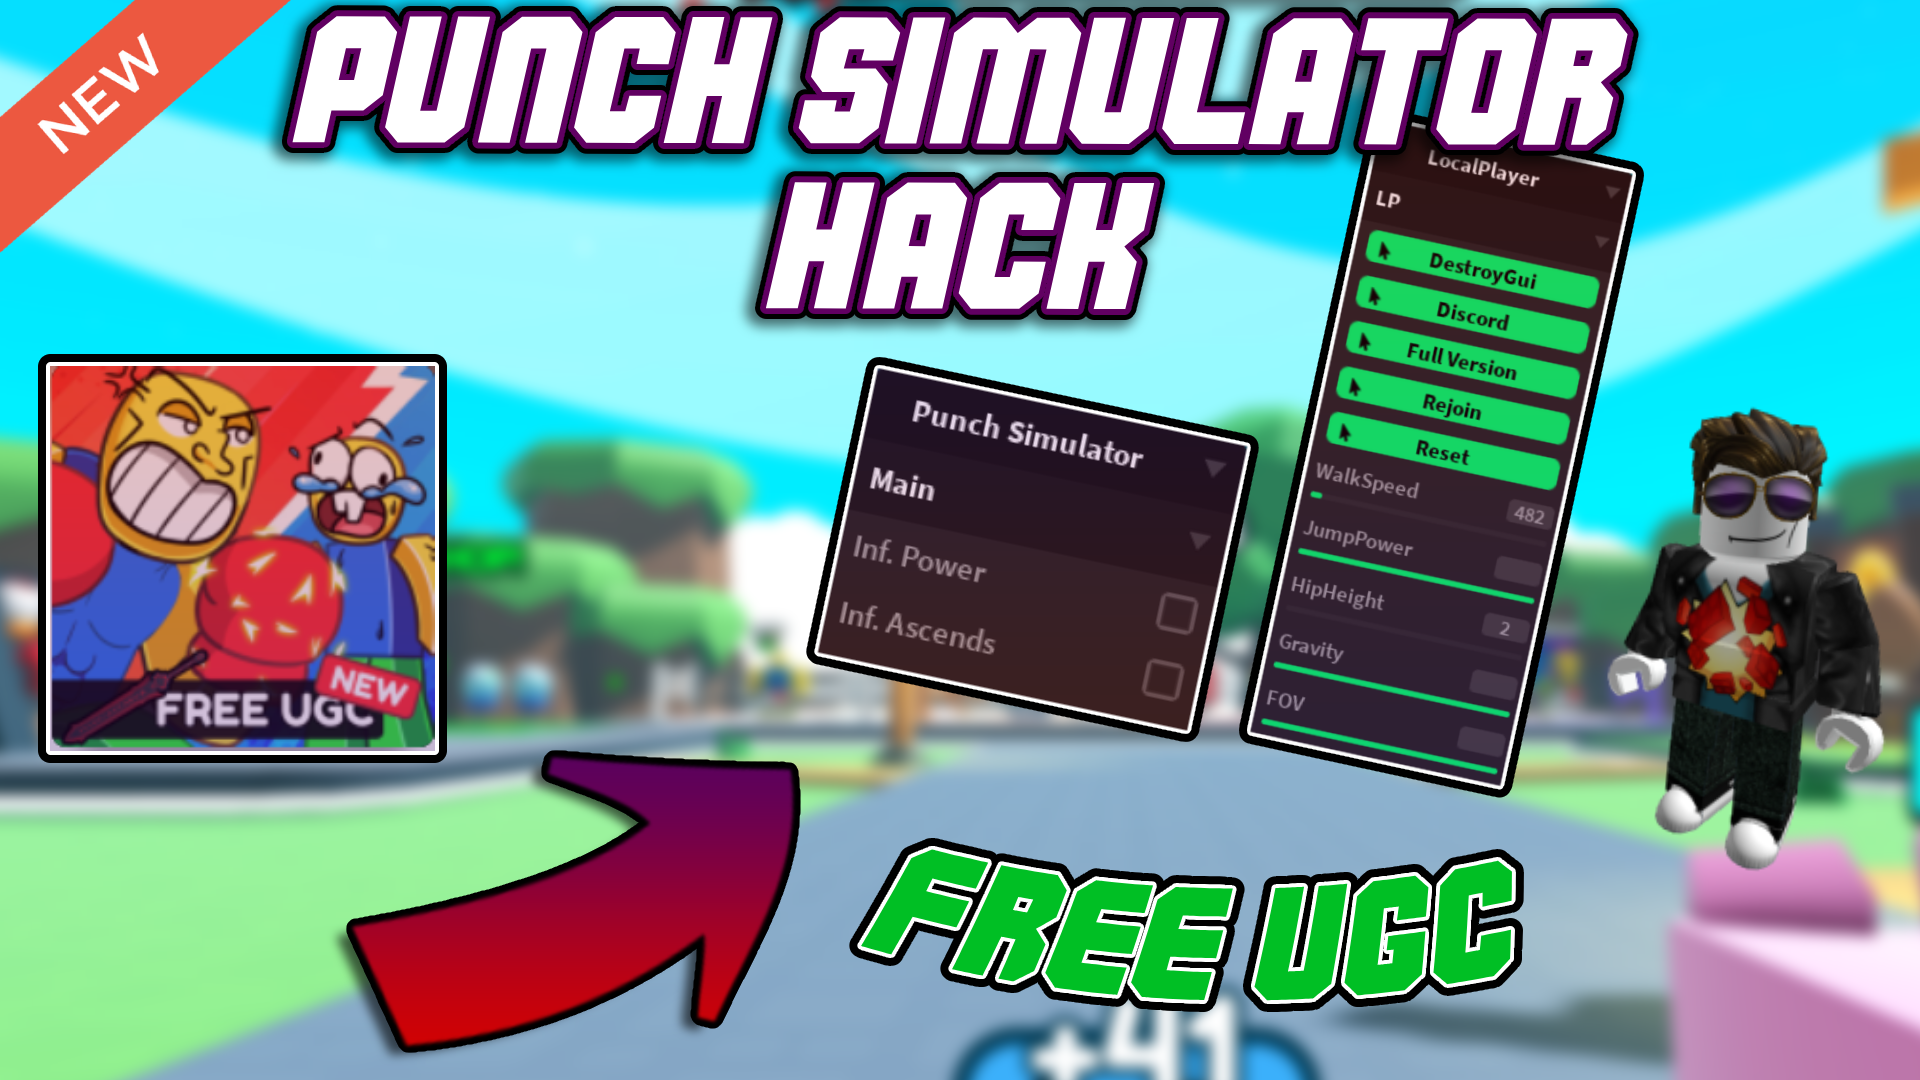 NEW
PUNCH SIMULATOR
HACK
LocalPlayer
LP
DestroyGui
Discord
Full Version
Rejoin
Reset
WalkSpeed
482
JumpPower
HipHeight
2
Gravity
FOV
Punch Simulator
Main
Inf. Power
Inf. Ascends
NEW
FREE UGC
FREE UGC
+41